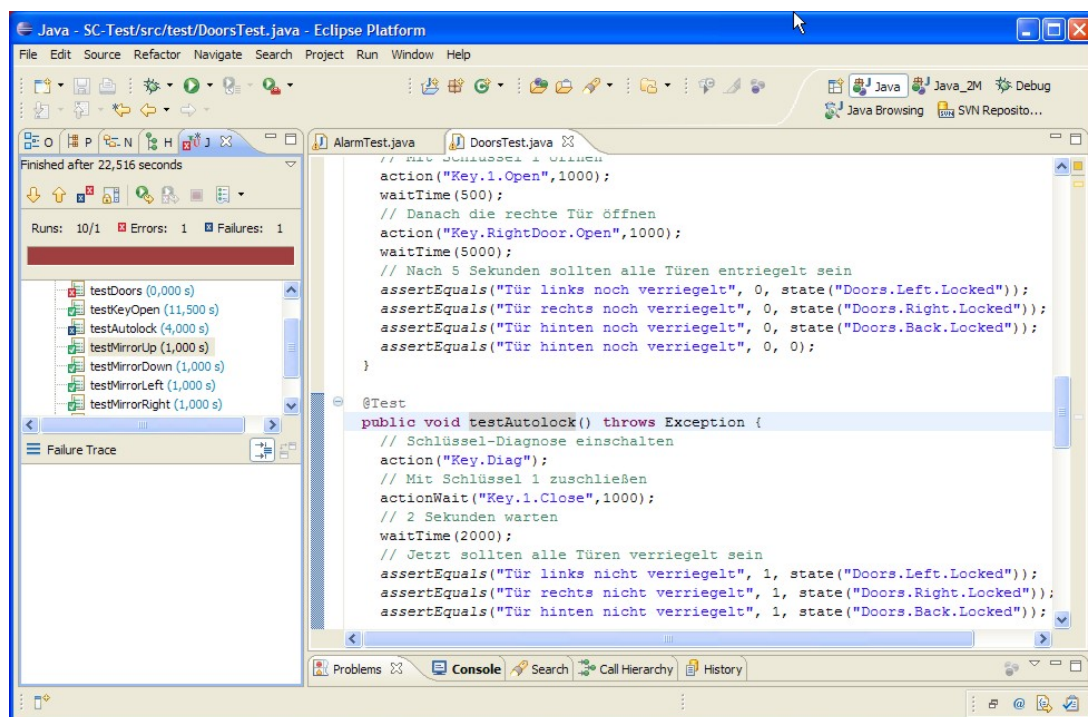 Java - SC-Test/src/test/DoorsTest.java - Eclipse Platform
File Edit Source Refactor Navigate Search Project Run Window Help
Java Java_2M Debug
Java Browsing SVN Reposito...
O P N H J
AlarmTest.java DoorsTest.java
Finished after 22,516 seconds
Runs: 10/1 Errors: 1 Failures: 1
testDoors (0,000 s)
testKeyOpen (11,500 s)
testAutolock (4,000 s)
testMirrorUp (1,000 s)
testMirrorDown (1,000 s)
testMirrorLeft (1,000 s)
testMirrorRight (1,000 s)
Failure Trace
// Mit Schlüssel 1 öffnen
action("Key.1.Open",1000);
waitTime(500);
// Danach die rechte Tür öffnen
action("Key.RightDoor.Open",1000);
waitTime(5000);
// Nach 5 Sekunden sollten alle Türen entriegelt sein
assertEquals("Tür links noch verriegelt", 0, state("Doors.Left.Locked"));
assertEquals("Tür rechts noch verriegelt", 0, state("Doors.Right.Locked"));
assertEquals("Tür hinten noch verriegelt", 0, state("Doors.Back.Locked"));
assertEquals("Tür hinten noch verriegelt", 0, 0);
}
@Test
public void testAutolock() throws Exception {
// Schlüssel-Diagnose einschalten
action("Key.Diag");
// Mit Schlüssel 1 zuschließen
actionWait("Key.1.Close",1000);
// 2 Sekunden warten
waitTime(2000);
// Jetzt sollten alle Türen verriegelt sein
assertEquals("Tür links nicht verriegelt", 1, state("Doors.Left.Locked"));
assertEquals("Tür rechts nicht verriegelt", 1, state("Doors.Right.Locked"));
assertEquals("Tür hinten nicht verriegelt", 1, state("Doors.Back.Locked"));
Problems Console Search Call Hierarchy History